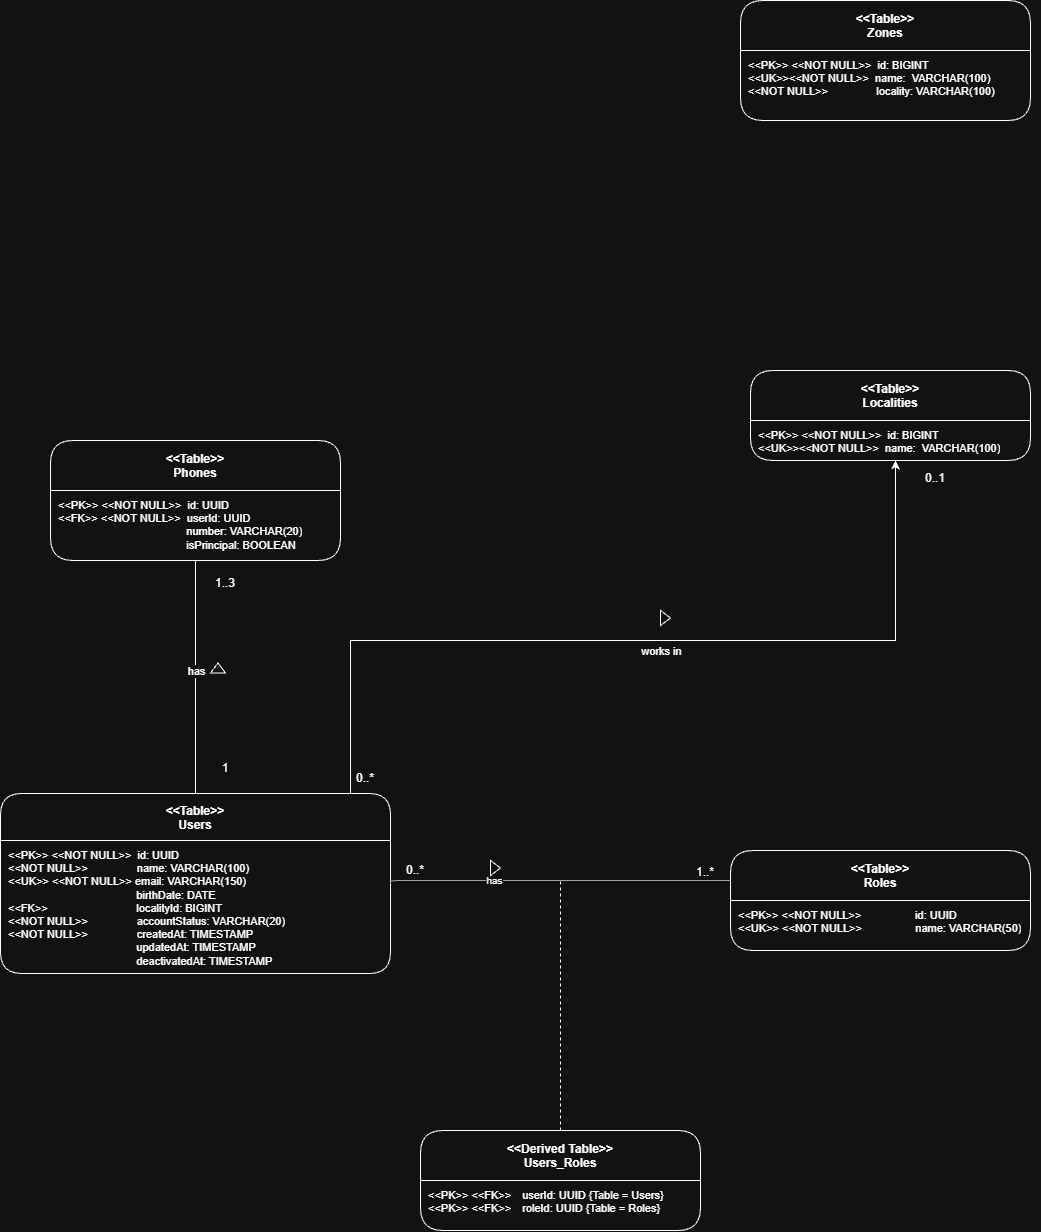 <<Table>>
Zones
<<PK>> <<NOT NULL>> id: BIGINT
<<UK>><<NOT NULL>> name: VARCHAR(100)
<<NOT NULL>> locality: VARCHAR(100)
<<Table>>
Localities
<<PK>> <<NOT NULL>> id: BIGINT
<<UK>><<NOT NULL>> name: VARCHAR(100)
0..1
<<Table>>
Phones
<<PK>> <<NOT NULL>> id: UUID
<<FK>> <<NOT NULL>> userId: UUID
number: VARCHAR(20)
isPrincipal: BOOLEAN
1..3
works in
has
1
0..*
<<Table>>
Users
<<PK>> <<NOT NULL>> id: UUID
<<NOT NULL>> name: VARCHAR(100)
<<UK>> <<NOT NULL>> email: VARCHAR(150)
birthDate: DATE
<<FK>> localityId: BIGINT
<<NOT NULL>> accountStatus: VARCHAR(20)
<<NOT NULL>> createdAt: TIMESTAMP
updatedAt: TIMESTAMP
deactivatedAt: TIMESTAMP
0..*
has
1..*
<<Table>>
Roles
<<PK>> <<NOT NULL>> id: UUID
<<UK>> <<NOT NULL>> name: VARCHAR(50)
<<Derived Table>>
Users_Roles
<<PK>> <<FK>> userId: UUID {Table = Users}
<<PK>> <<FK>> roleId: UUID {Table = Roles}